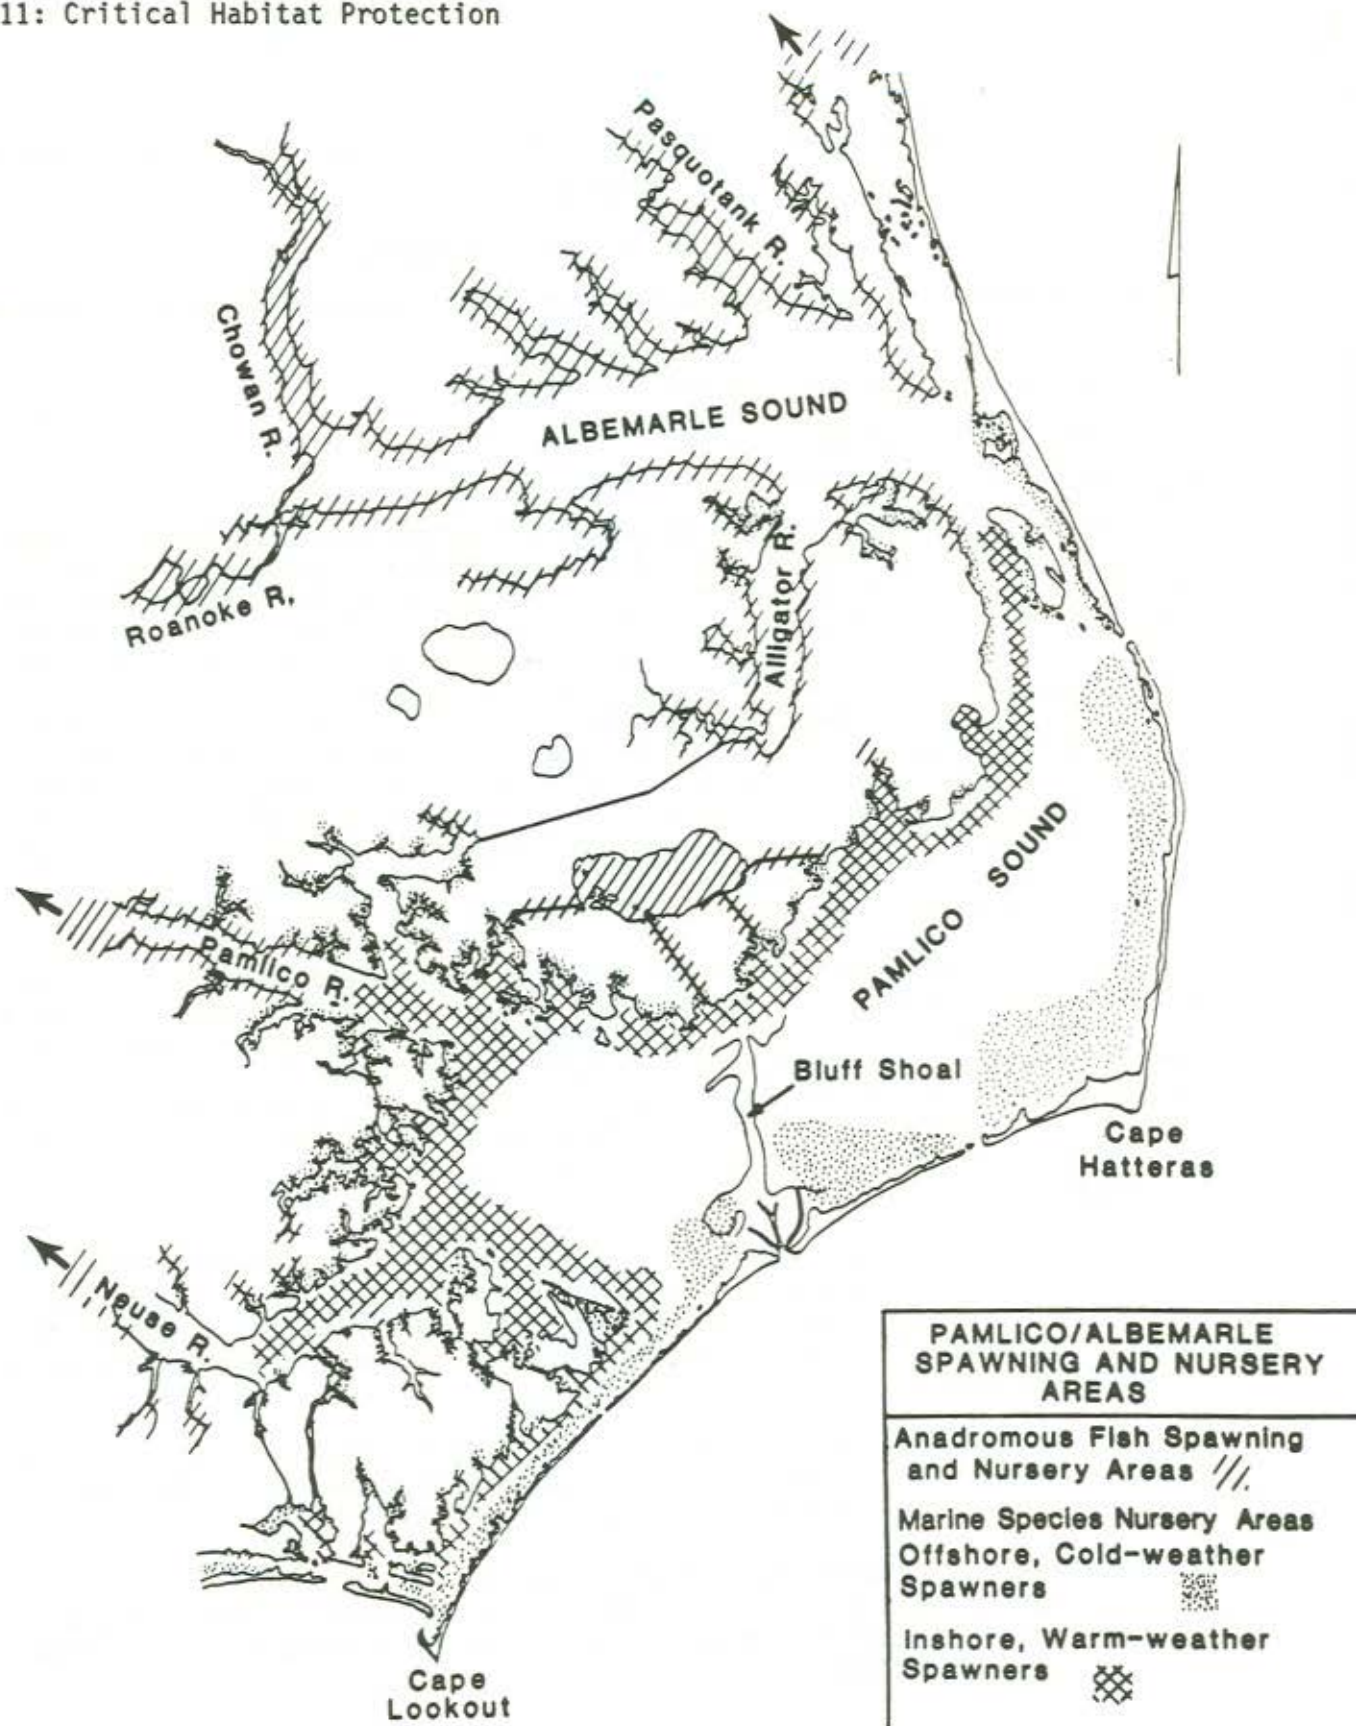 11: Critical Habitat Protection
Pasquotank R.
Chowan R.
ALBEMARLE SOUND
Alligator R.
Roanoke R.
PAMLICO SOUND
Pamlico R.
Bluff Shoal
Cape
Hatteras
Neuse R.
Cape
Lookout
PAMLICO/ALBEMARLE
SPAWNING AND NURSERY
AREAS
Anadromous Fish Spawning
and Nursery Areas
Marine Species Nursery Areas
Offshore, Cold-weather
Spawners
Inshore, Warm-weather
Spawners